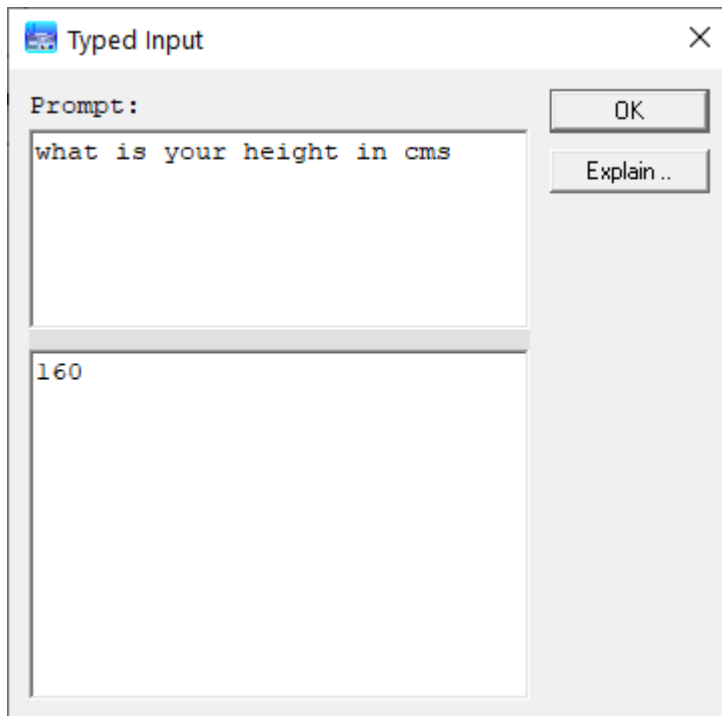 Typed Input
Prompt:
OK
what is your height in cms
Explain ..
160